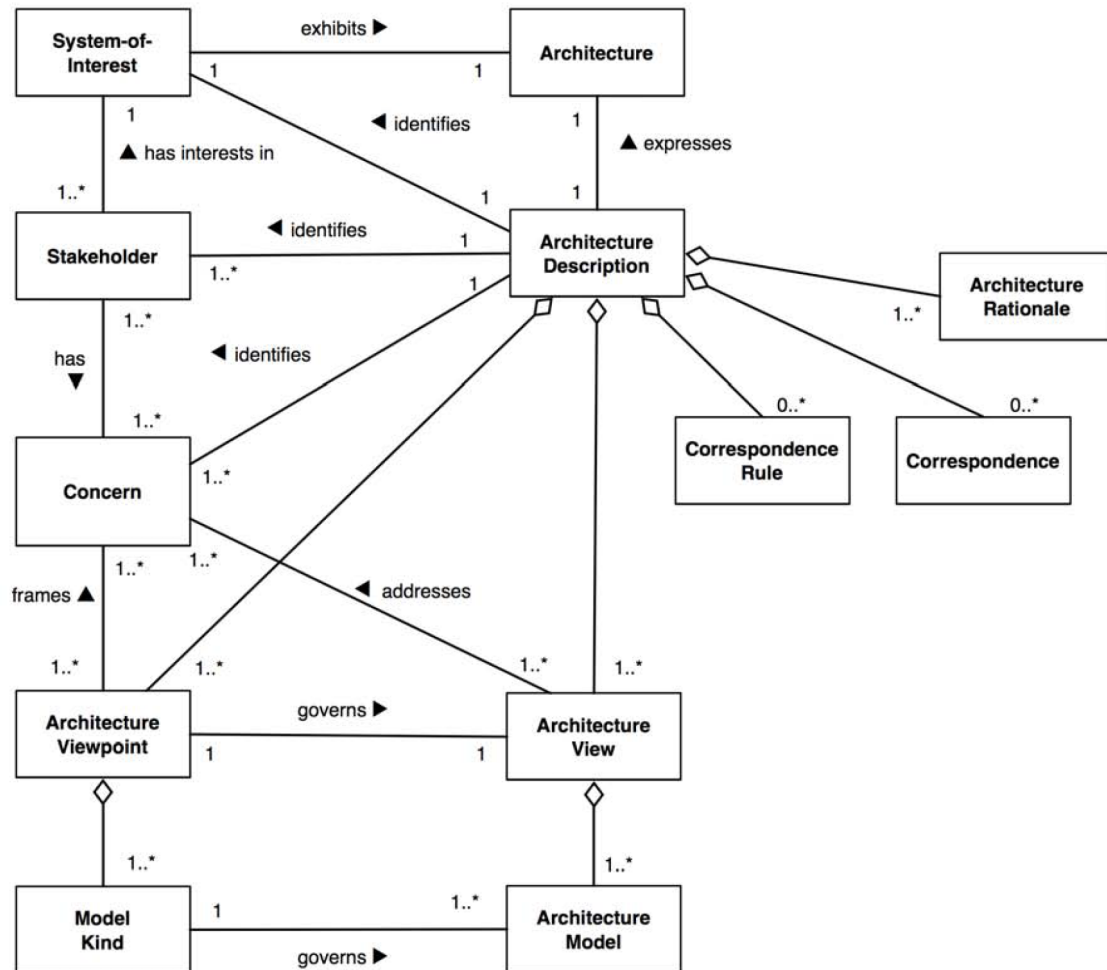 exhibits ▶
System-of-
Interest
Architecture
1
1
1
1
◀ identifies
▲ has interests in
▲ expresses
1..*
1
1
Stakeholder
◀ identifies
1
1..*
Architecture
Description
1
Architecture
Rationale
1..*
1..*
has
▼
◀ identifies
1..*
0..*
0..*
Concern
1..*
Correspondence
Rule
Correspondence
1..*
1..*
frames ▲
◀ addresses
1..*
1..*
1..*
1..*
Architecture
Viewpoint
governs ▶
1
1
Architecture
View
1..*
1..*
Model
Kind
1
1..*
governs ▶
Architecture
Model